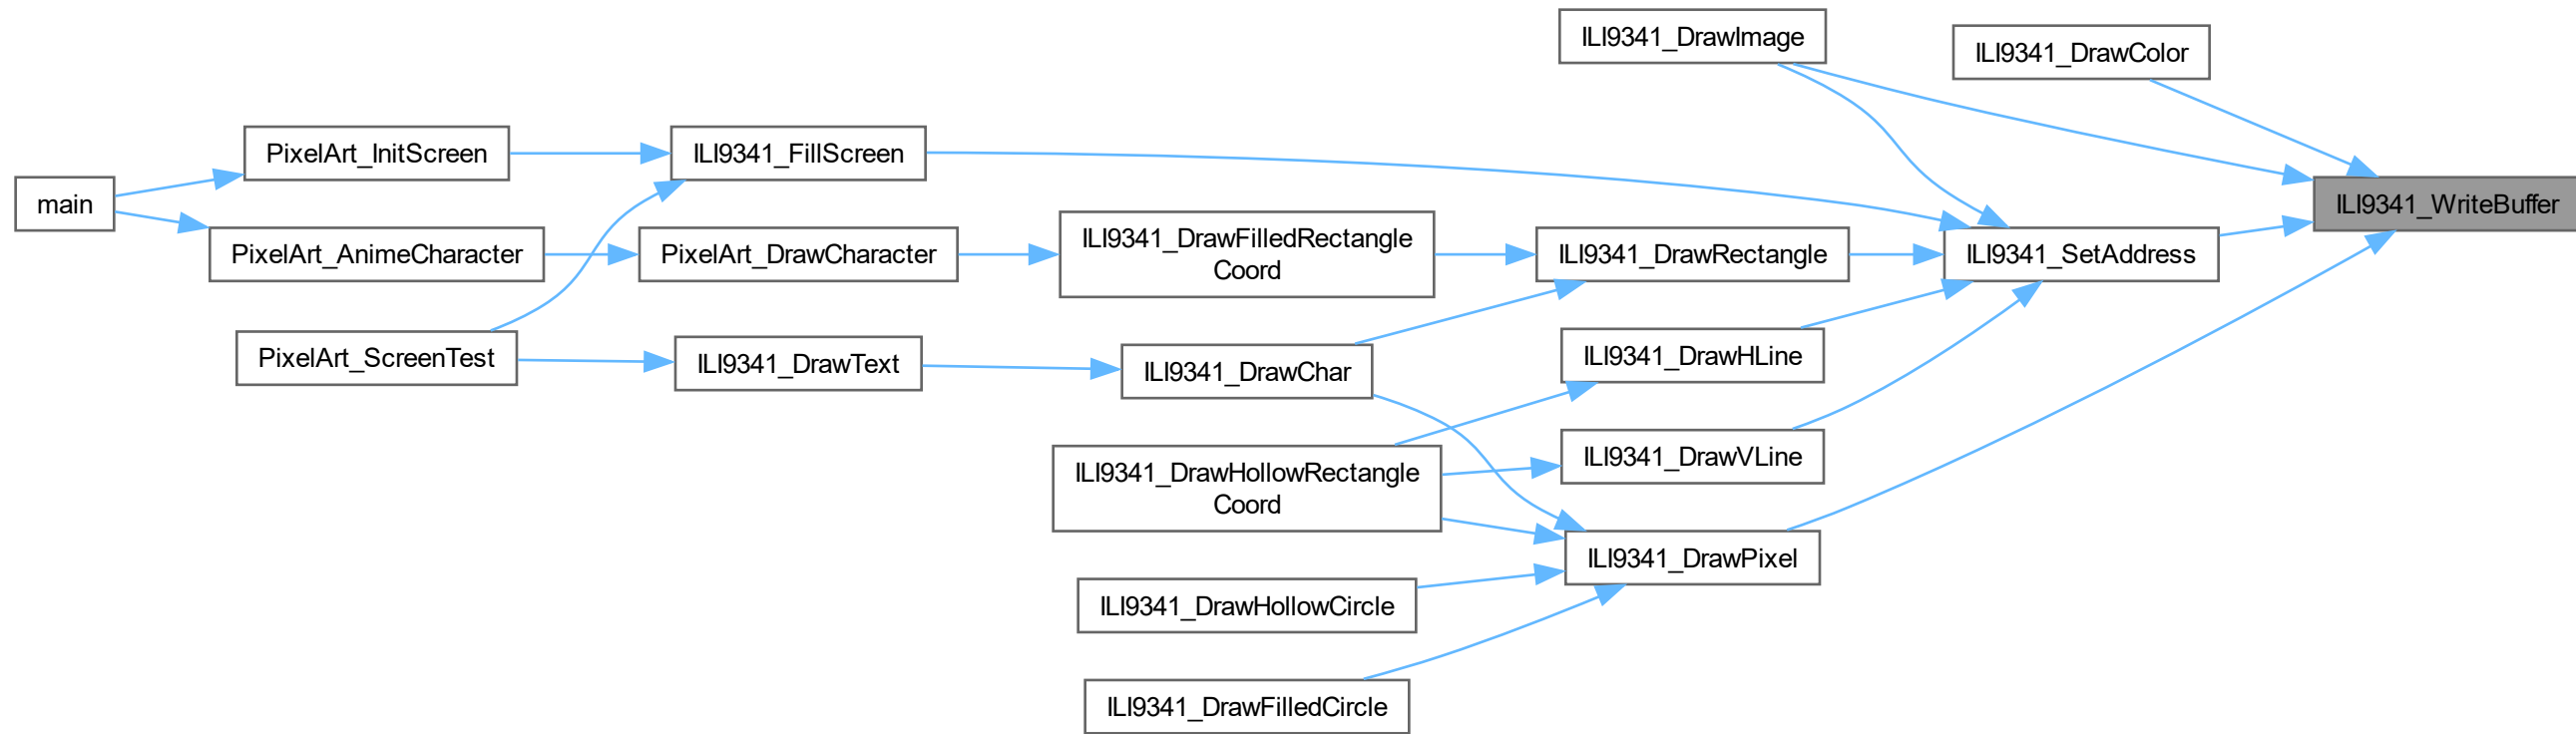 ILI9341_DrawImage
ILI9341_DrawColor
PixelArt_InitScreen
ILI9341_FillScreen
main
ILI9341_WriteBuffer
PixelArt_AnimeCharacter
PixelArt_DrawCharacter
ILI9341_DrawFilledRectangle
Coord
ILI9341_DrawRectangle
ILI9341_SetAddress
PixelArt_ScreenTest
ILI9341_DrawText
ILI9341_DrawChar
ILI9341_DrawHLine
ILI9341_DrawHollowRectangle
Coord
ILI9341_DrawVLine
ILI9341_DrawPixel
ILI9341_DrawHollowCircle
ILI9341_DrawFilledCircle